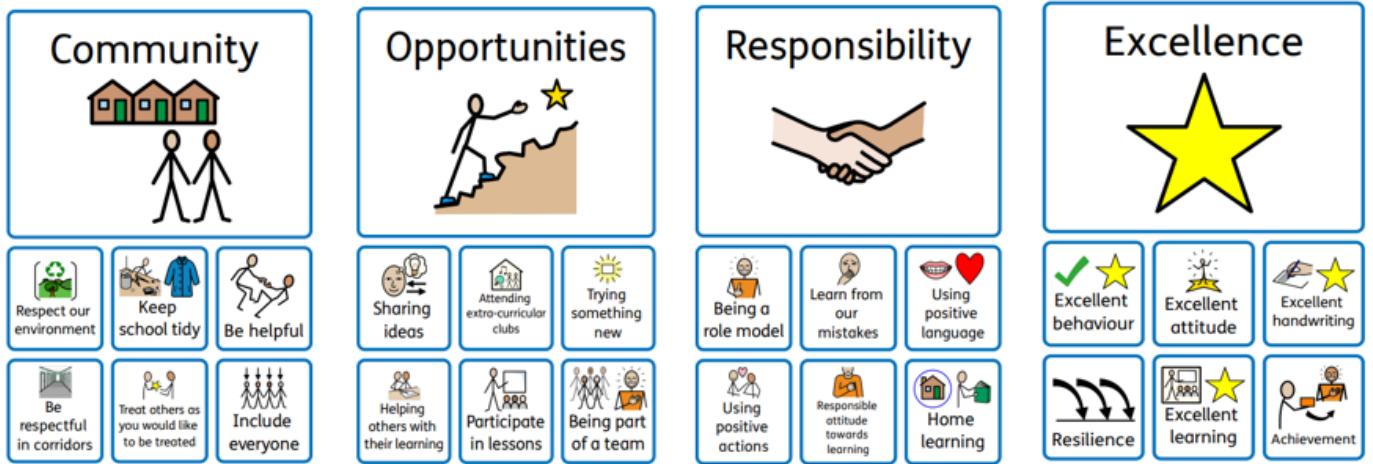 Community
Respect our
environment
Keep
school tidy
Be helpful
Be
respectful
in corridors
Treat others as
you would like
to be treated
Include
everyone
Opportunities
Sharing
ideas
Attending
extra-curricular
clubs
Trying
something
new
Helping
others with
their learning
Participate
in lessons
Being part
of a team
Responsibility
Being a
role model
Learn from
our
mistakes
Using
positive
language
Using
positive
actions
Responsible
attitude
towards
learning
Home
learning
Excellence
Excellent
behaviour
Excellent
attitude
Excellent
handwriting
Resilience
Excellent
learning
Achievement